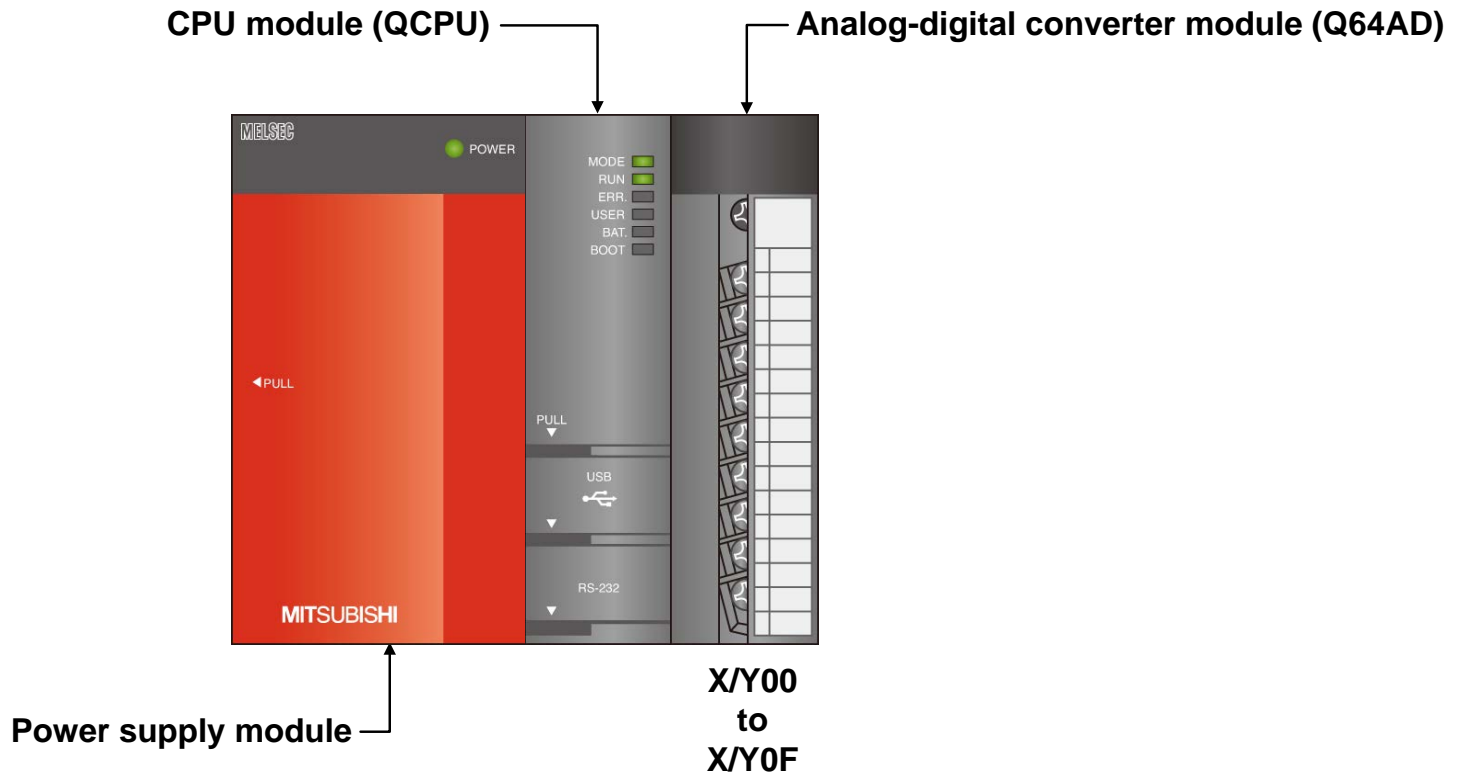 CPU module (QCPU)
Analog-digital converter module (Q64AD)
MELSEC
POWER
MODE
RUN
ERR.
USER
BAT.
BOOT
PULL
PULL
USB
RS-232
MITSUBISHI
X/Y00
to
X/Y0F
Power supply module